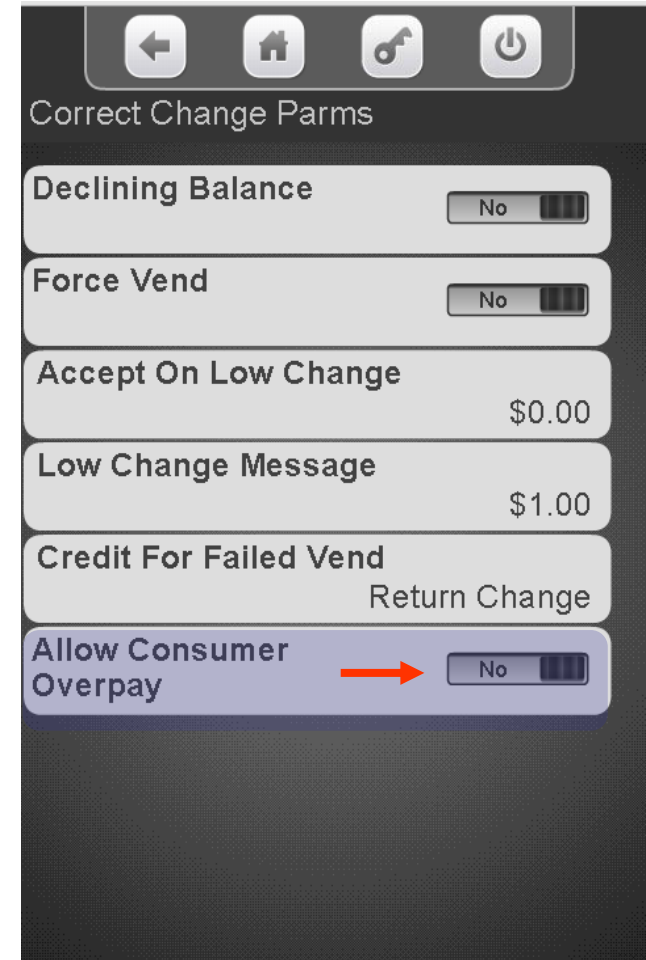 Correct Change Parms
Declining Balance
No
Force Vend
No
Accept On Low Change
$0.00
Low Change Message
$1.00
Credit For Failed Vend
Return Change
Allow Consumer
Overpay
No